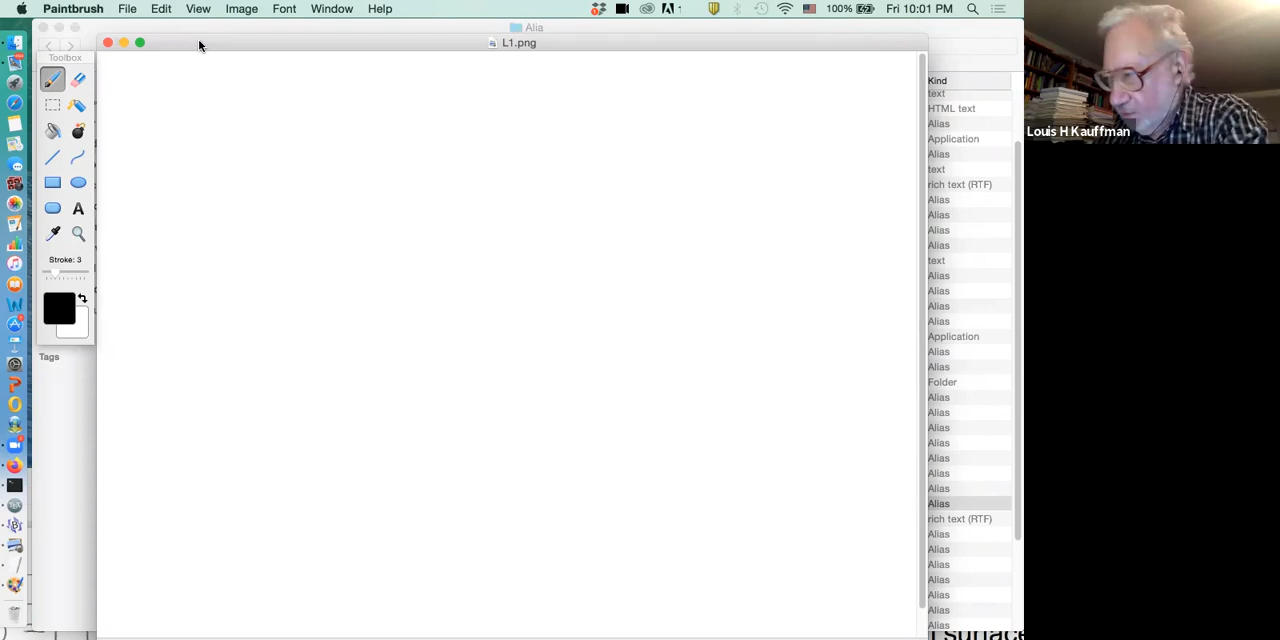 Paintbrush File Edit View Image Font Window Help
1
100%
Fri 10:01 PM
Alia
L1.png
Toolbox
A
Stroke: 3
Tags
Kind
text
HTML text
Alias
Application
Alias
text
rich text (RTF)
Alias
Alias
Alias
Alias
text
Alias
Alias
Alias
Alias
Application
Alias
Alias
Folder
Alias
Alias
Alias
Alias
Alias
Alias
Alias
Alias
rich text (RTF)
Alias
Alias
Alias
Alias
Alias
Alias
Alias
Louis H Kauffman